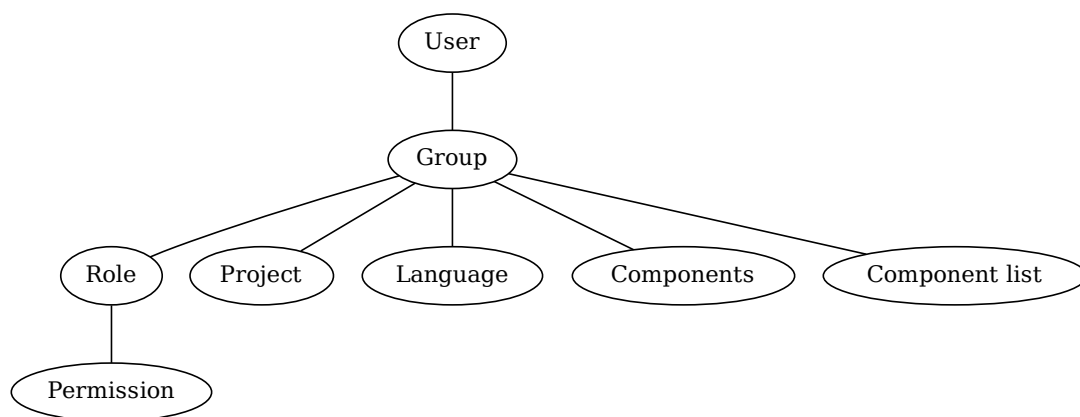 User
Group
Role
Project
Language
Components
Component list
Permission